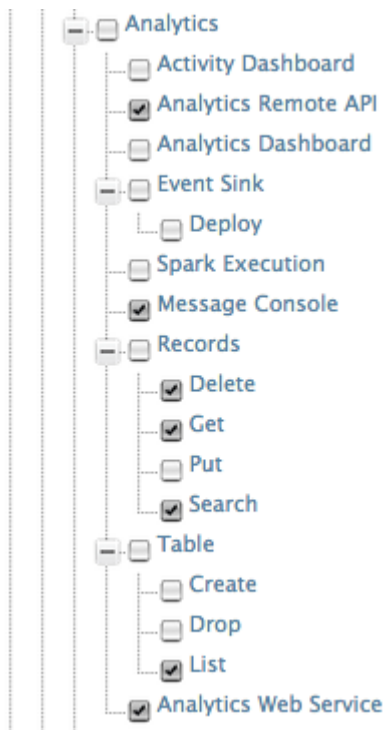 Analytics
Activity Dashboard
Analytics Remote API
Analytics Dashboard
Event Sink
Deploy
Spark Execution
Message Console
Records
Delete
Get
Put
Search
Table
Create
Drop
List
Analytics Web Service